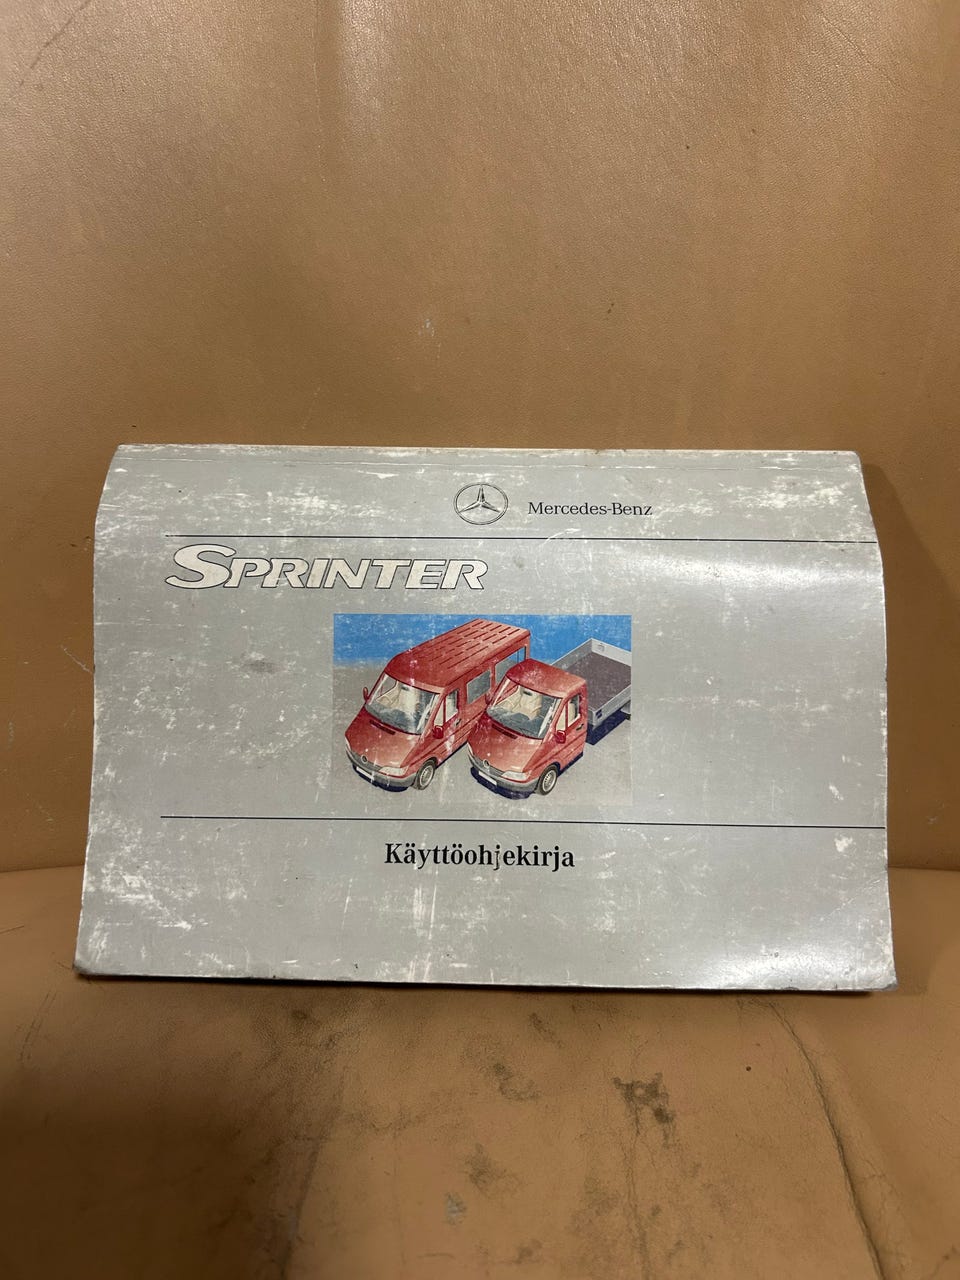 Mercedes-Benz
SPRINTER
Käyttöohjekirja